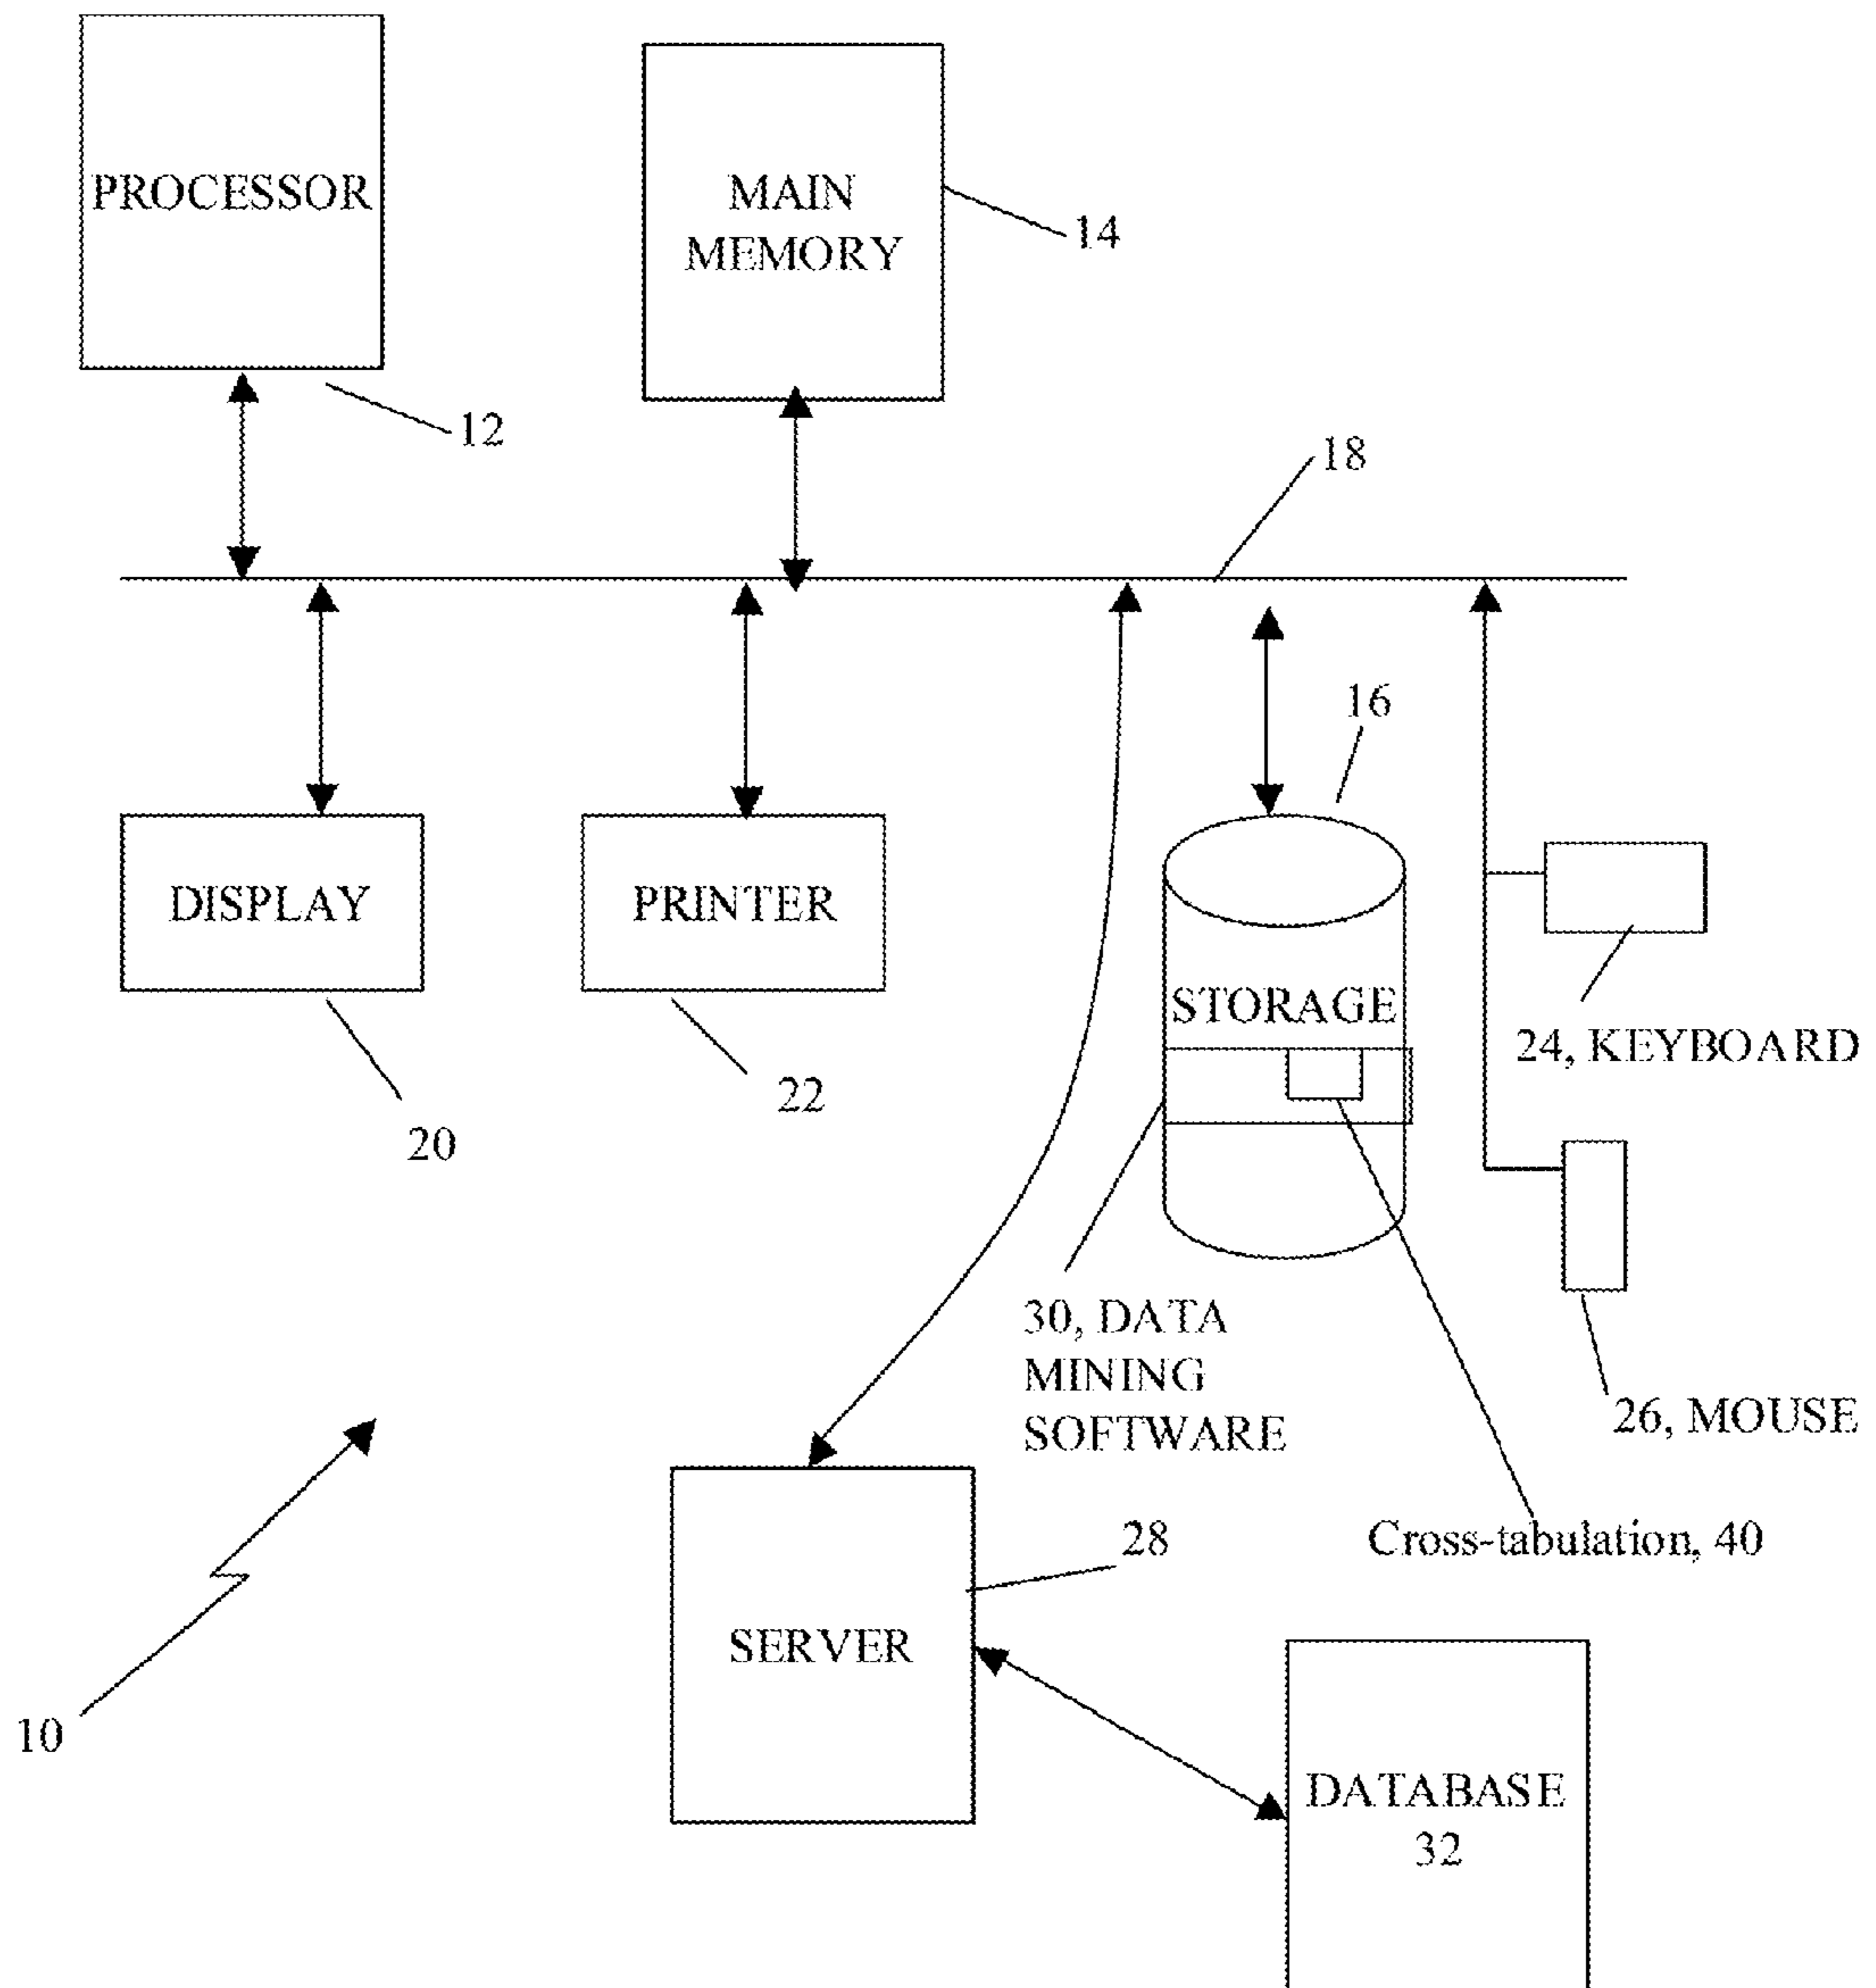 PROCESSOR
MAIN
MEMORY
14
12
18
16
DISPLAY
PRINTER
STORAGE
24, KEYBOARD
22
20
30, DATA
MINING
SOFTWARE
26, MOUSE
28
Cross-tabulation, 40
SERVER
10
DATABASE
32